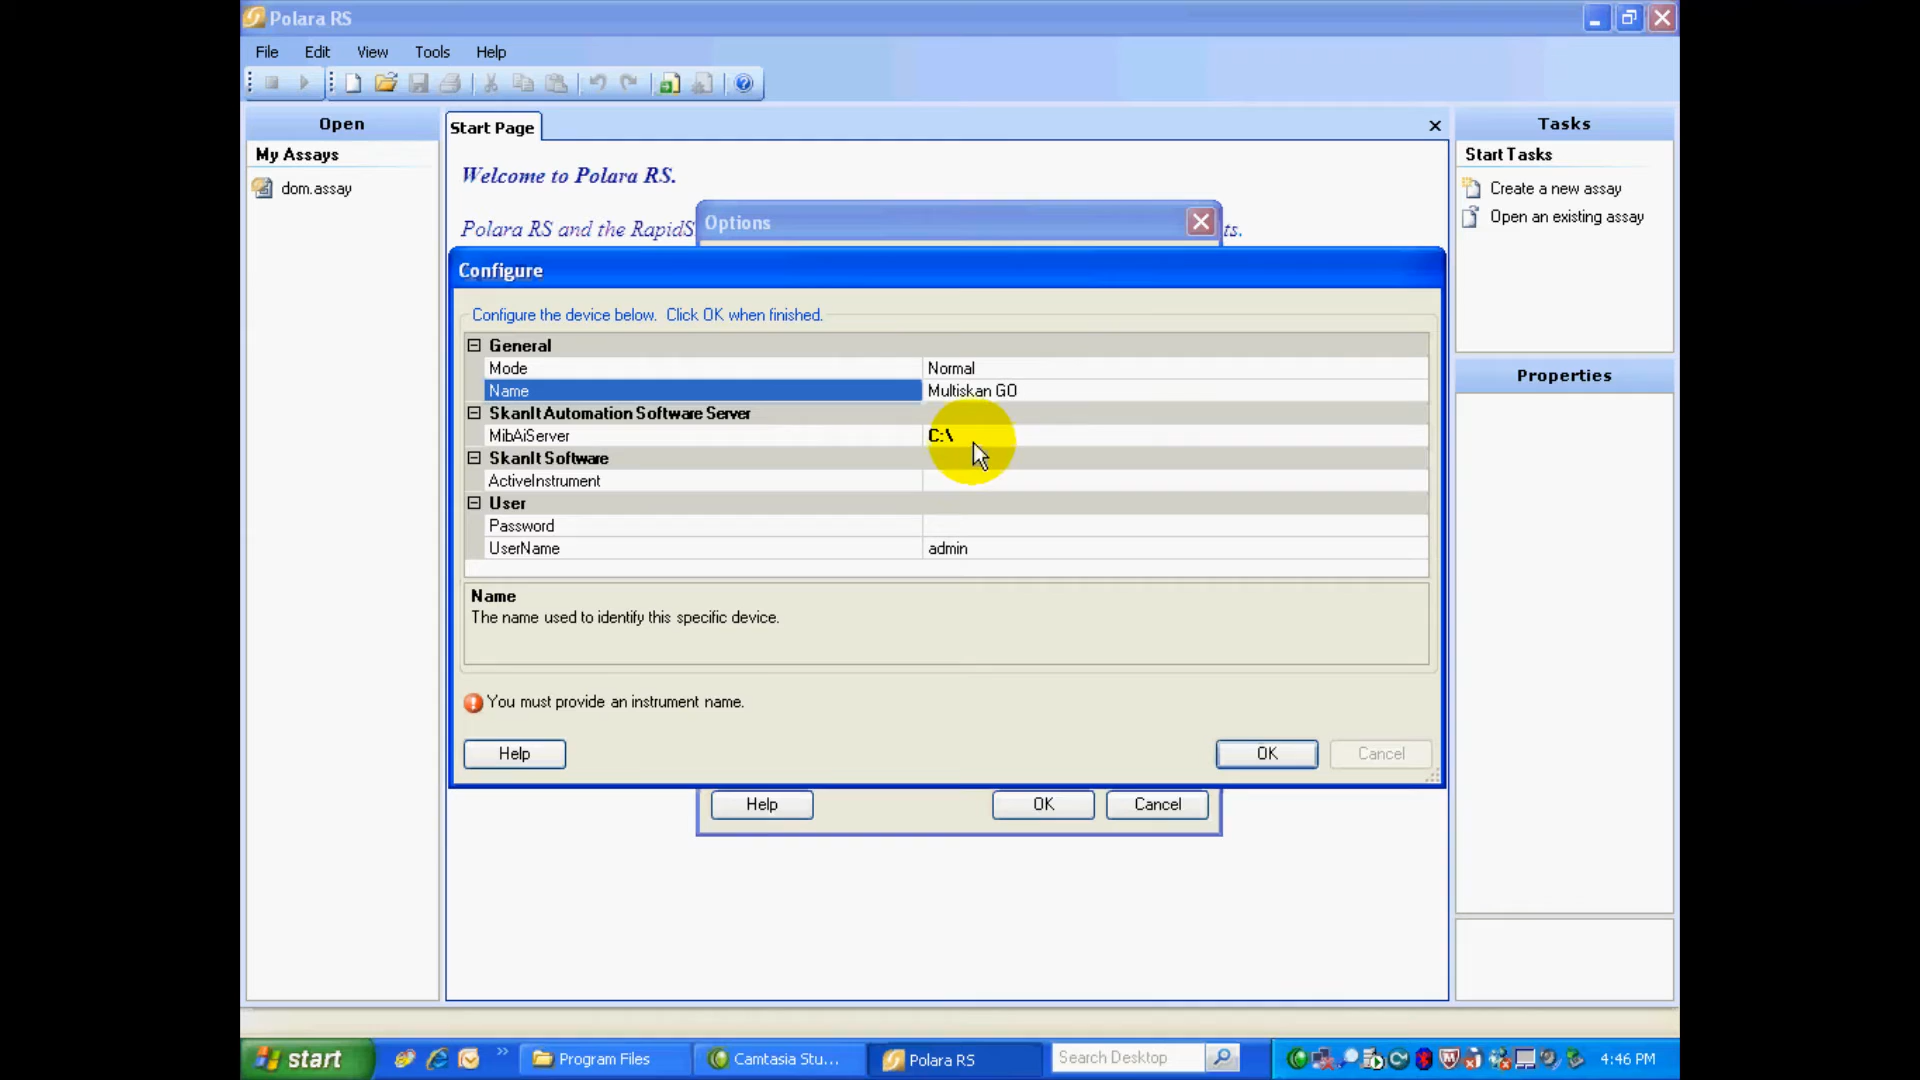 Polara RS
File Edit View Tools Help
Open
My Assays
dom.assay
Start Page
Welcome to Polara RS.
Polara RS and the RapidS
ts.
Options
Configure
Configure the device below. Click OK when finished.
General
Mode Normal
Name Multiskan GO
SkanIt Automation Software Server
MibAiServer C:\
SkanIt Software
ActiveInstrument
User
Password
UserName admin
Name
The name used to identify this specific device.
You must provide an instrument name.
Help OK Cancel
Help OK Cancel
Tasks
Start Tasks
Create a new assay
Open an existing assay
Properties
start
Program Files
Camtasia Stu...
Polara RS
Search Desktop
4:46 PM